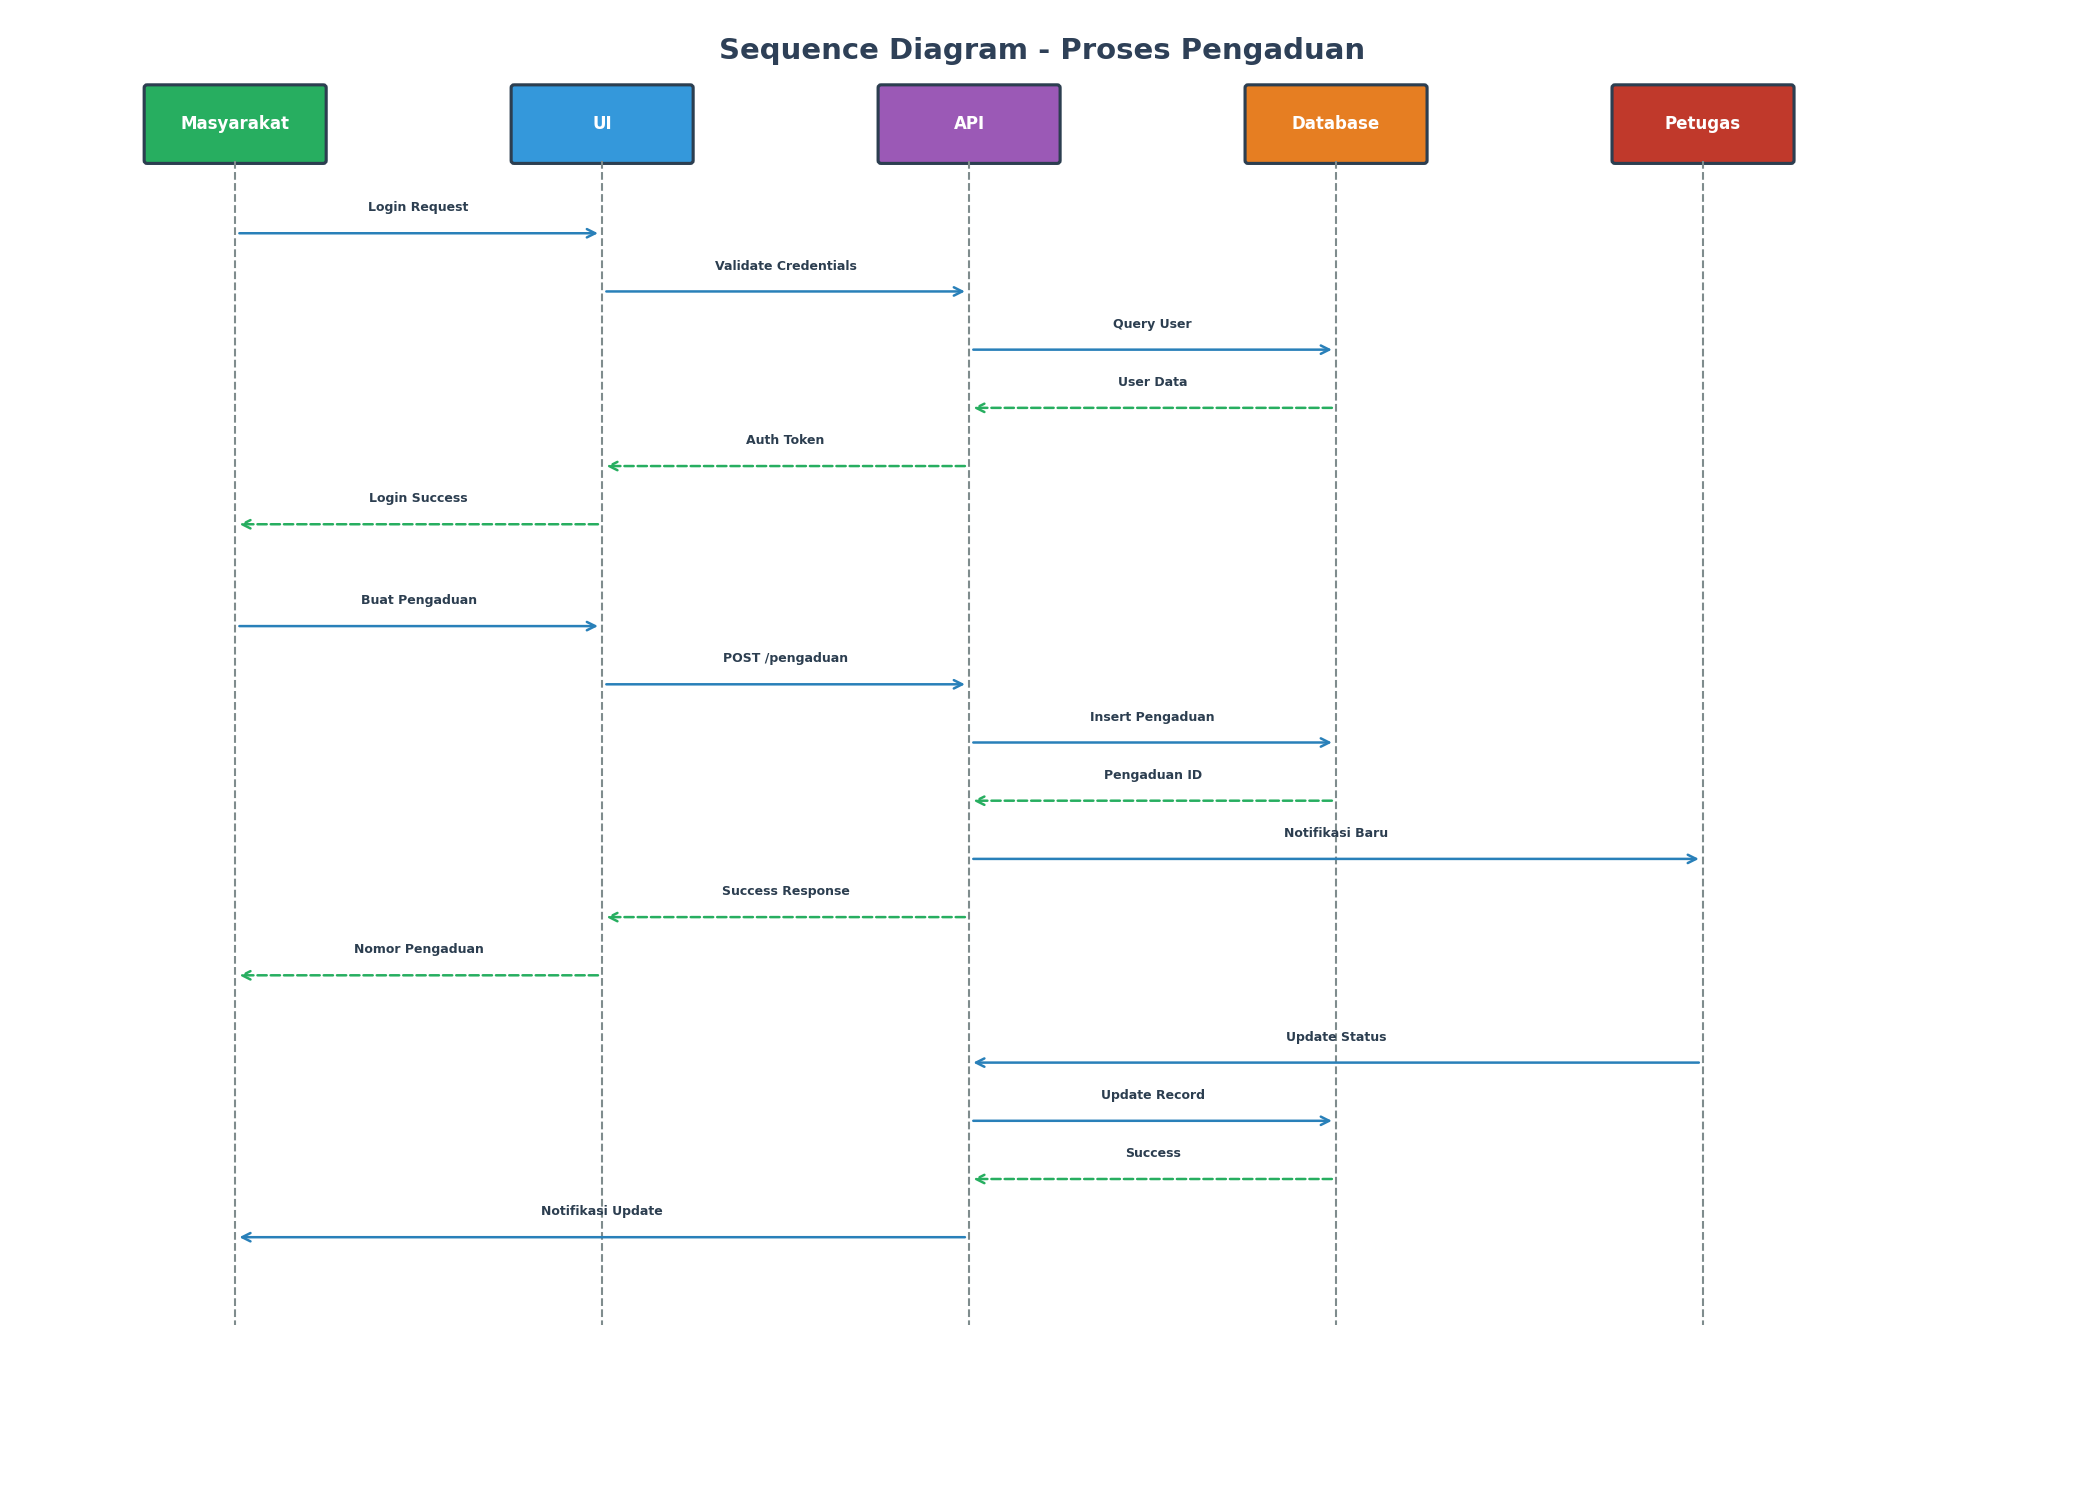 Sequence Diagram - Proses Pengaduan
Masyarakat
UI
API
Database
Petugas
Login Request
Validate Credentials
Query User
User Data
Auth Token
Login Success
Buat Pengaduan
POST /pengaduan
Insert Pengaduan
Pengaduan ID
Notifikasi Baru
Success Response
Nomor Pengaduan
Update Status
Update Record
Success
Notifikasi Update